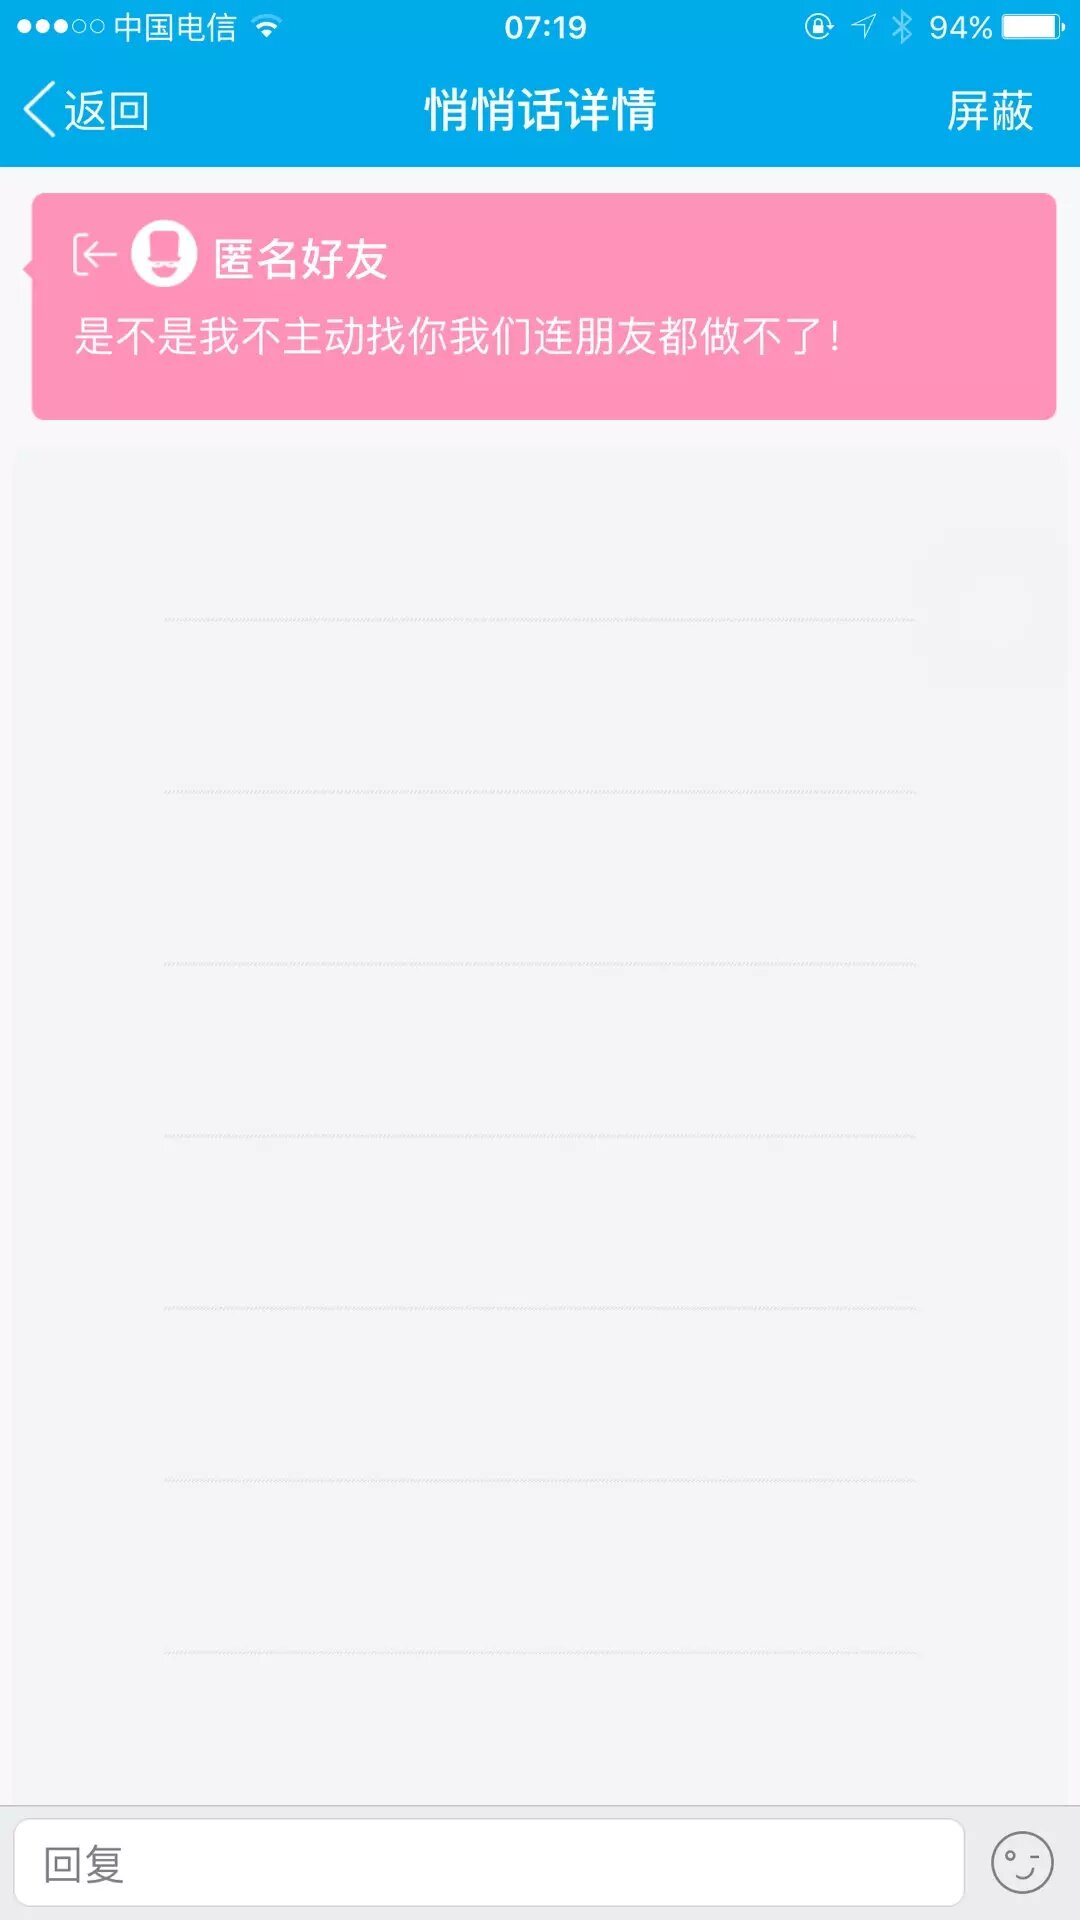 中国电信 07:19 94%
返回 悄悄话详情 屏蔽
匿名好友
是不是我不主动找你我们连朋友都做不了！
回复